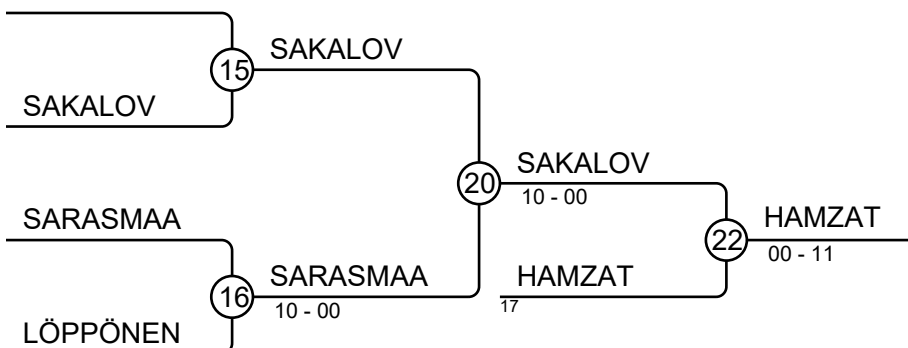 SAKALOV
15
SAKALOV
SAKALOV
20
10 - 00
SARASMAA
HAMZAT
22
00 - 11
SARASMAA
16
10 - 00
HAMZAT
17
LÖPPÖNEN